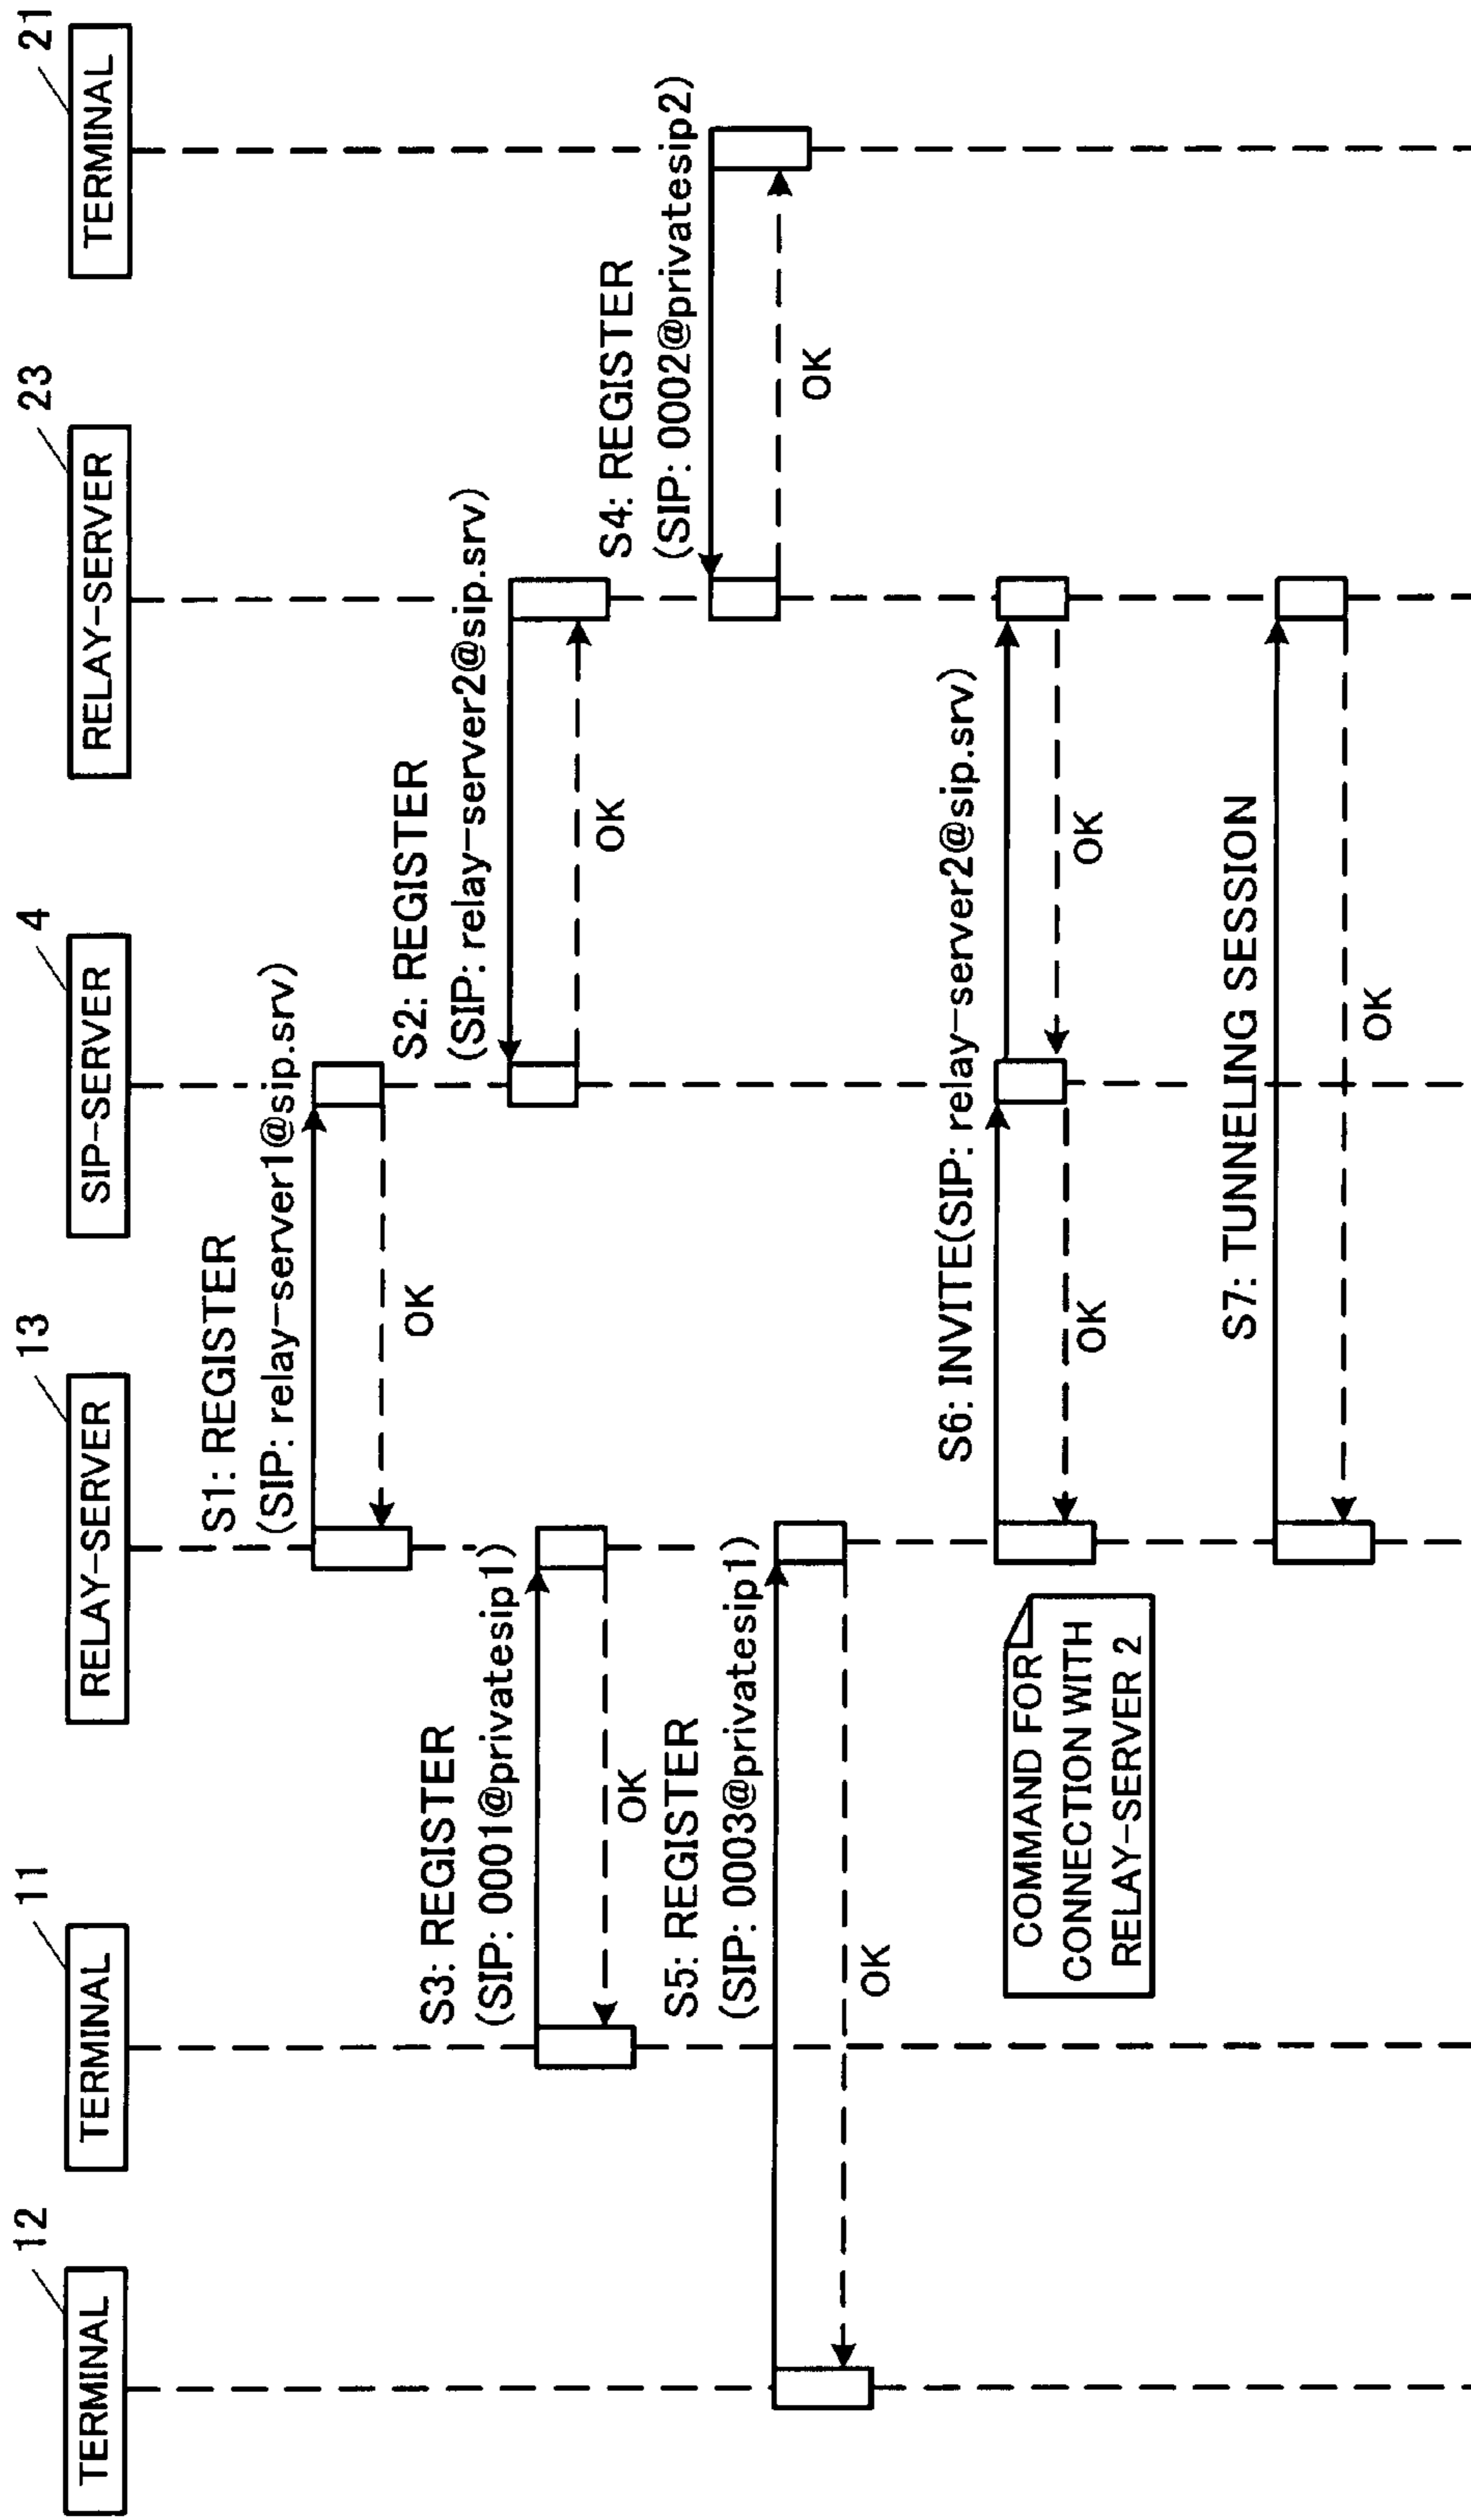 12
TERMINAL
11
TERMINAL
13
RELAY-SERVER
4
SIP-SERVER
23
RELAY-SERVER
21
TERMINAL
S1: REGISTER
(SIP: relay-server1@sip.srv)
OK
S2: REGISTER
(SIP: relay-server2@sip.srv)
OK
S3: REGISTER
(SIP: 0001@privatesip1)
OK
S4: REGISTER
(SIP: 0002@privatesip2)
OK
S5: REGISTER
(SIP: 0003@privatesip1)
OK
COMMAND FOR
CONNECTION WITH
RELAY-SERVER 2
S6: INVITE(SIP: relay-server2@sip.srv)
OK
OK
S7: TUNNELING SESSION
OK